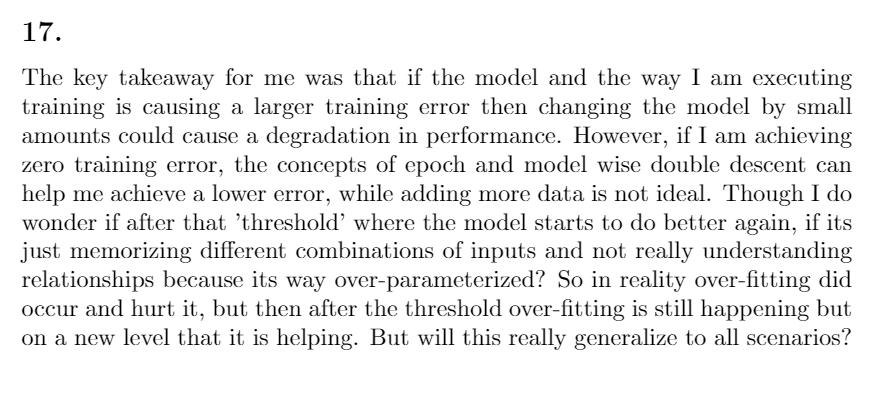 17.
The key takeaway for me was that if the model and the way I am executing
training is causing a larger training error then changing the model by small
amounts could cause a degradation in performance. However, if I am achieving
zero training error, the concepts of epoch and model wise double descent can
help me achieve a lower error, while adding more data is not ideal. Though I do
wonder if after that 'threshold' where the model starts to do better again, if its
just memorizing different combinations of inputs and not really understanding
relationships because its way over-parameterized? So in reality over-fitting did
occur and hurt it, but then after the threshold over-fitting is still happening but
on a new level that it is helping. But will this really generalize to all scenarios?